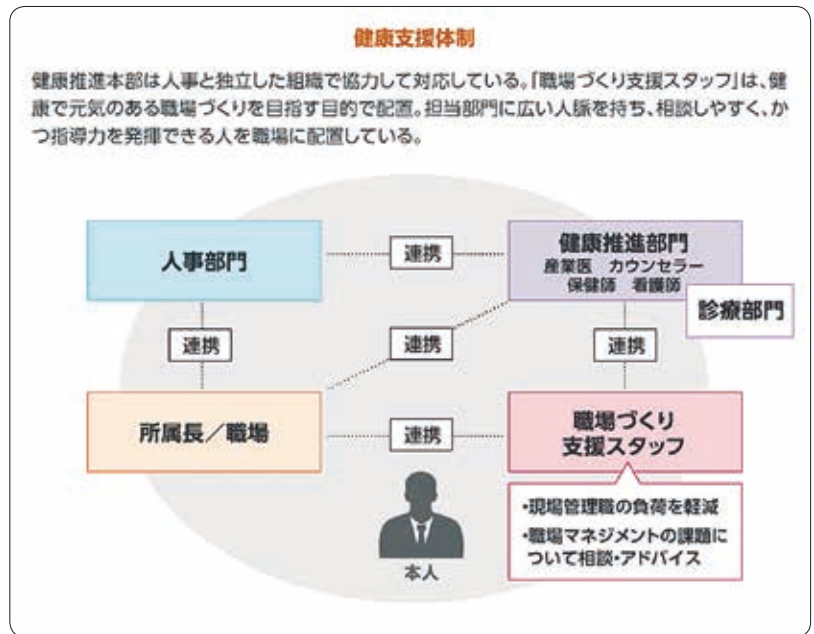 健康支援体制
健康推進本部は人事と独立した組織で協力して対応している。「職場づくり支援スタッフ」は、健
康で元気のある職場づくりを目指す目的で配置。担当部門に広い人脈を持ち、相談しやすく、か
つ指導力を発揮できる人を職場に配置している。
人事部門
連携
健康推進部門
産業医　カウンセラー
保健師　看護師
診療部門
連携
連携
連携
所属長／職場
連携
職場づくり
支援スタッフ
・現場管理職の負荷を軽減
・職場マネジメントの課題に
ついて相談・アドバイス
本人